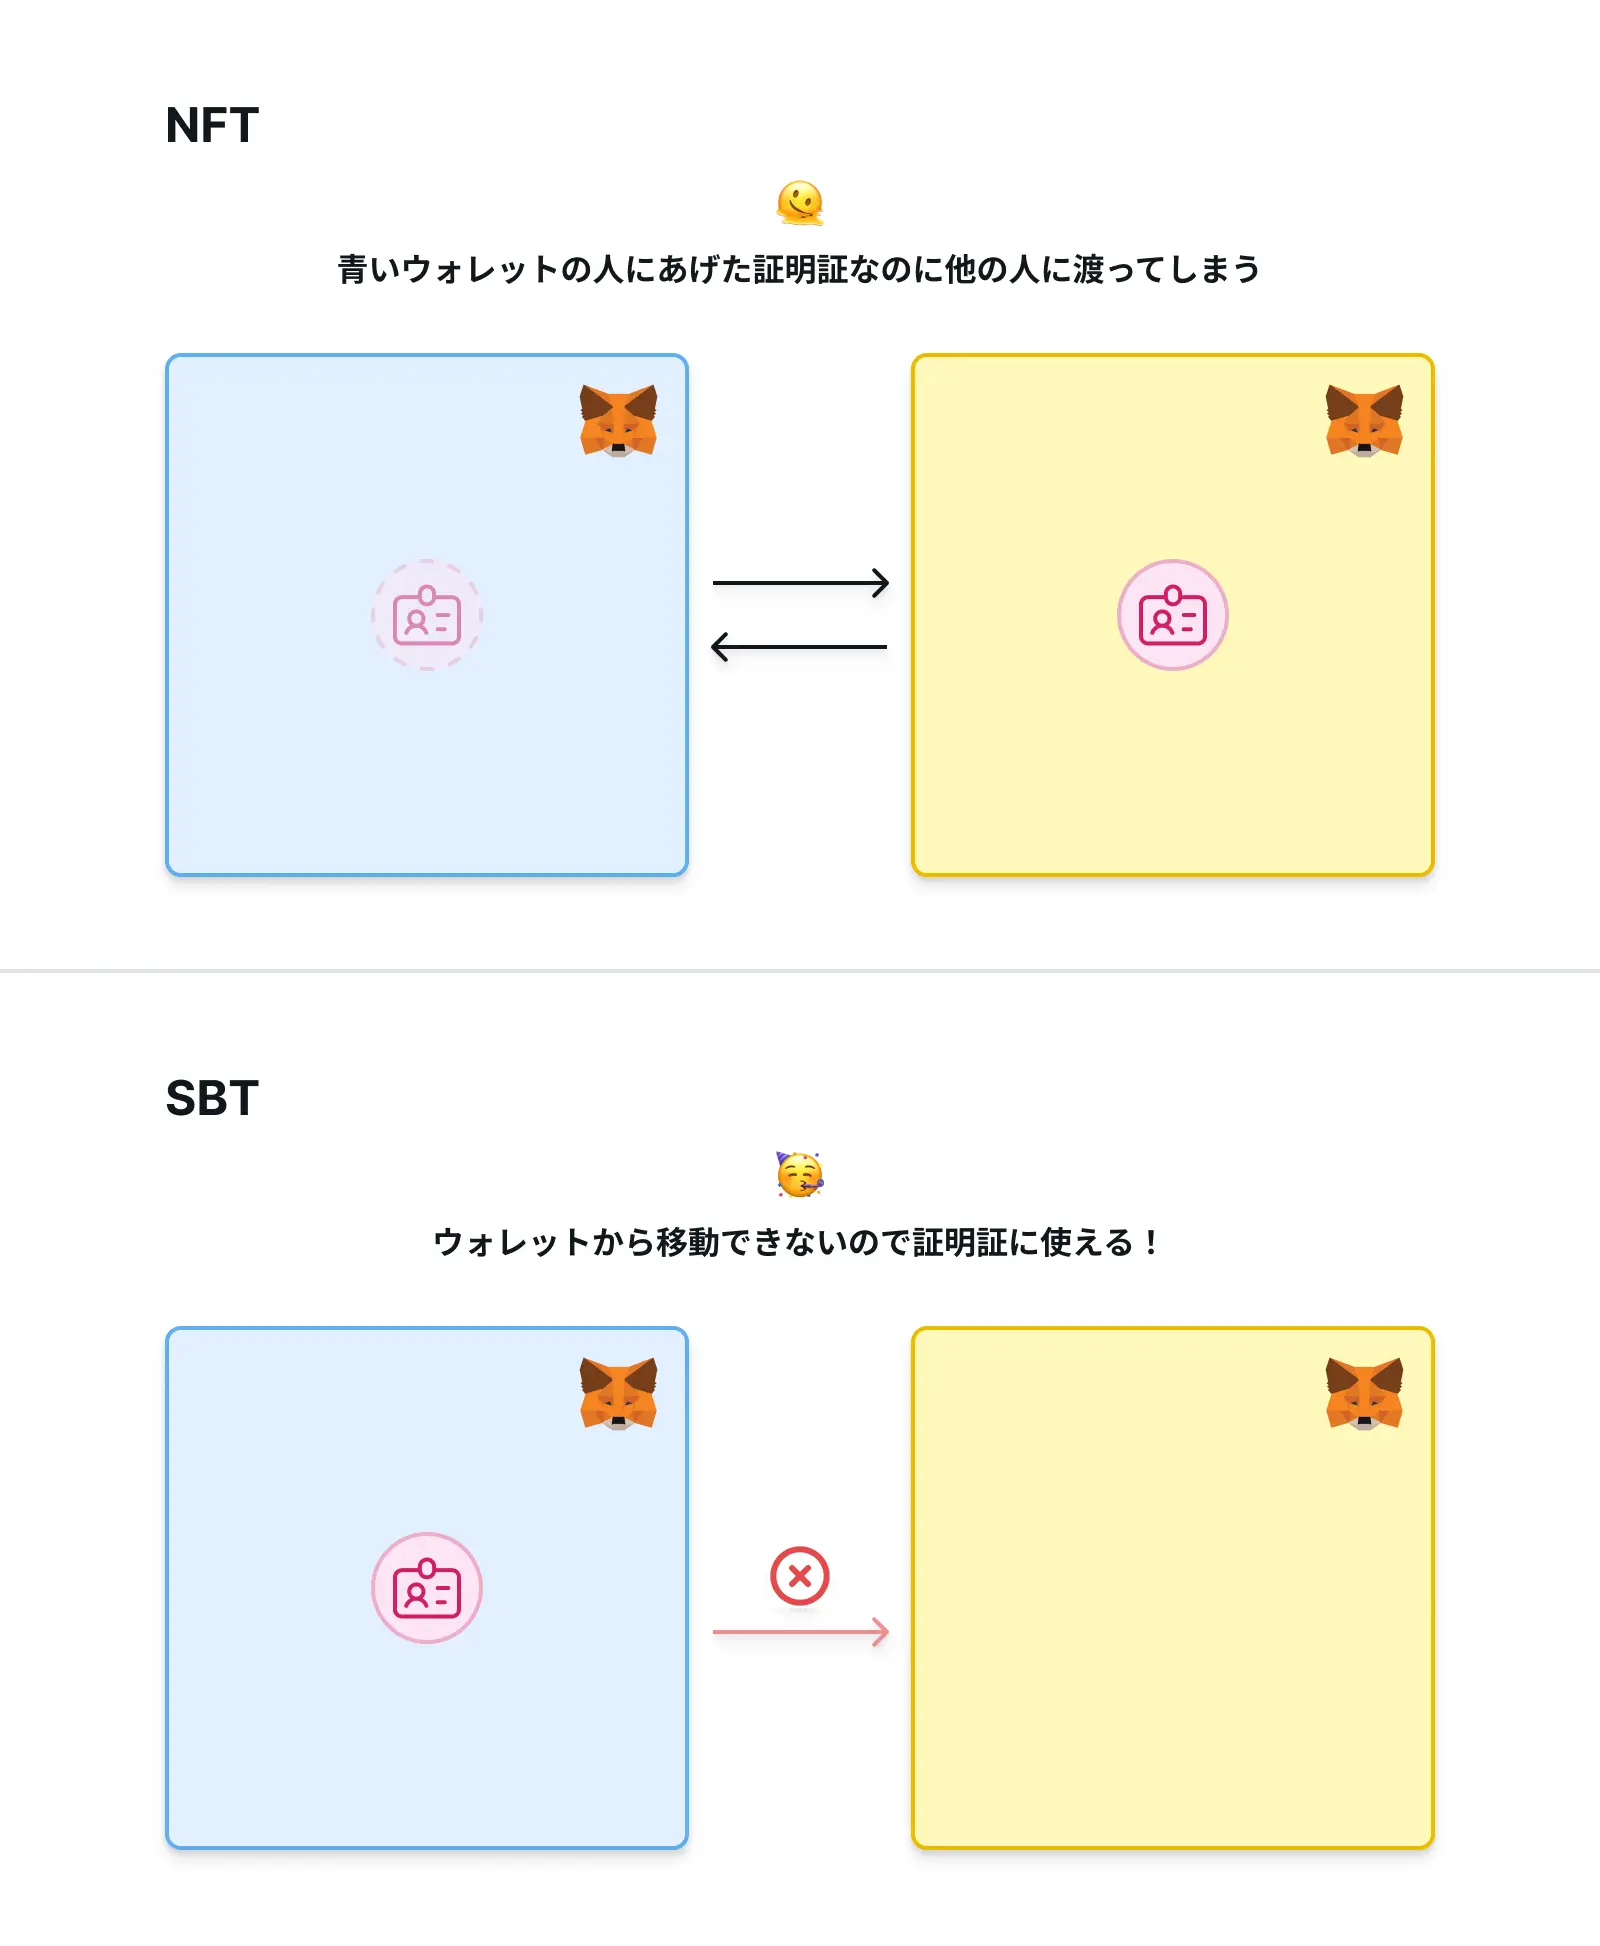 NFT
青いウォレットの人にあげた証明証なのに他の人に渡ってしまう
SBT
ウォレットから移動できないので証明証に使える！